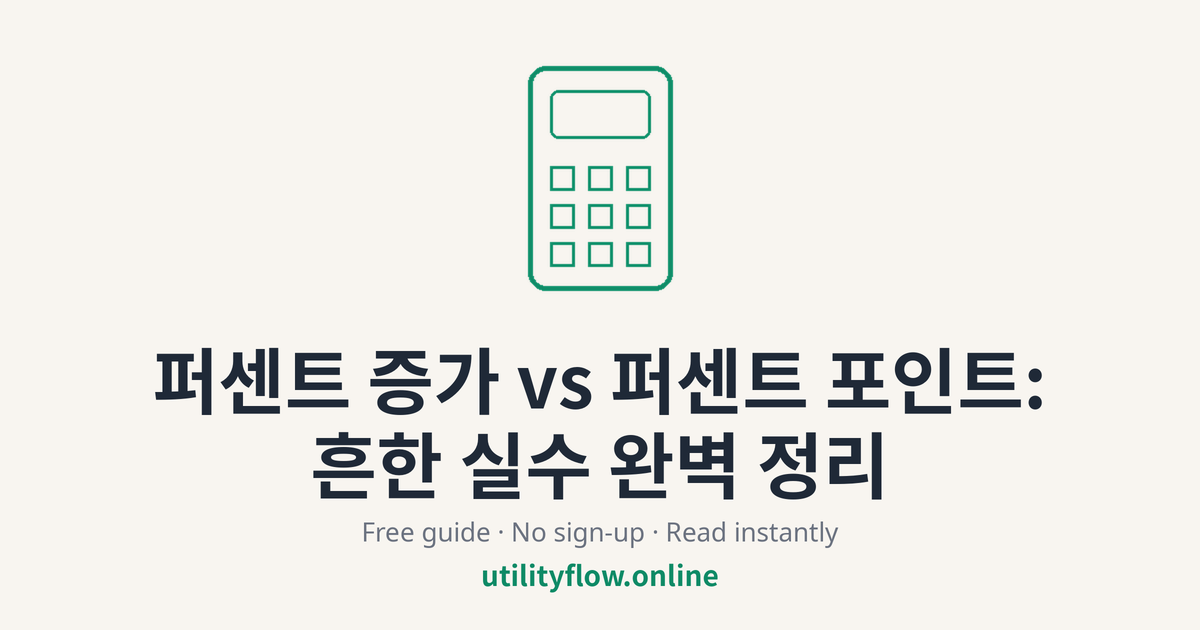 퍼센트 증가 vs 퍼센트 포인트:
흔한 실수 완벽 정리
Free guide · No sign-up · Read instantly
utilityflow.online